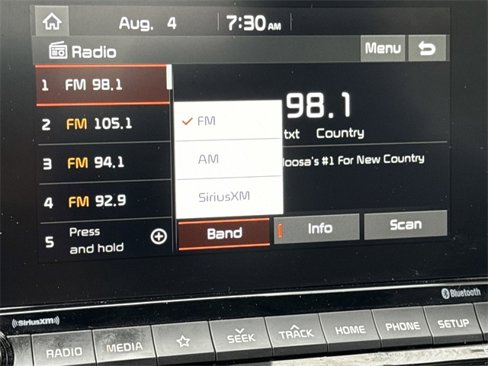 Aug. 4 7:30 AM
Radio Menu
1 FM 98.1
2 FM 105.1
3 FM 94.1
4 FM 92.9
5 Press and hold
FM
AM
SiriusXM
98.1
txt Country
loosa's #1 For New Country
Band Info Scan
((SiriusXM)) Bluetooth
RADIO MEDIA SEEK TRACK HOME PHONE SETUP